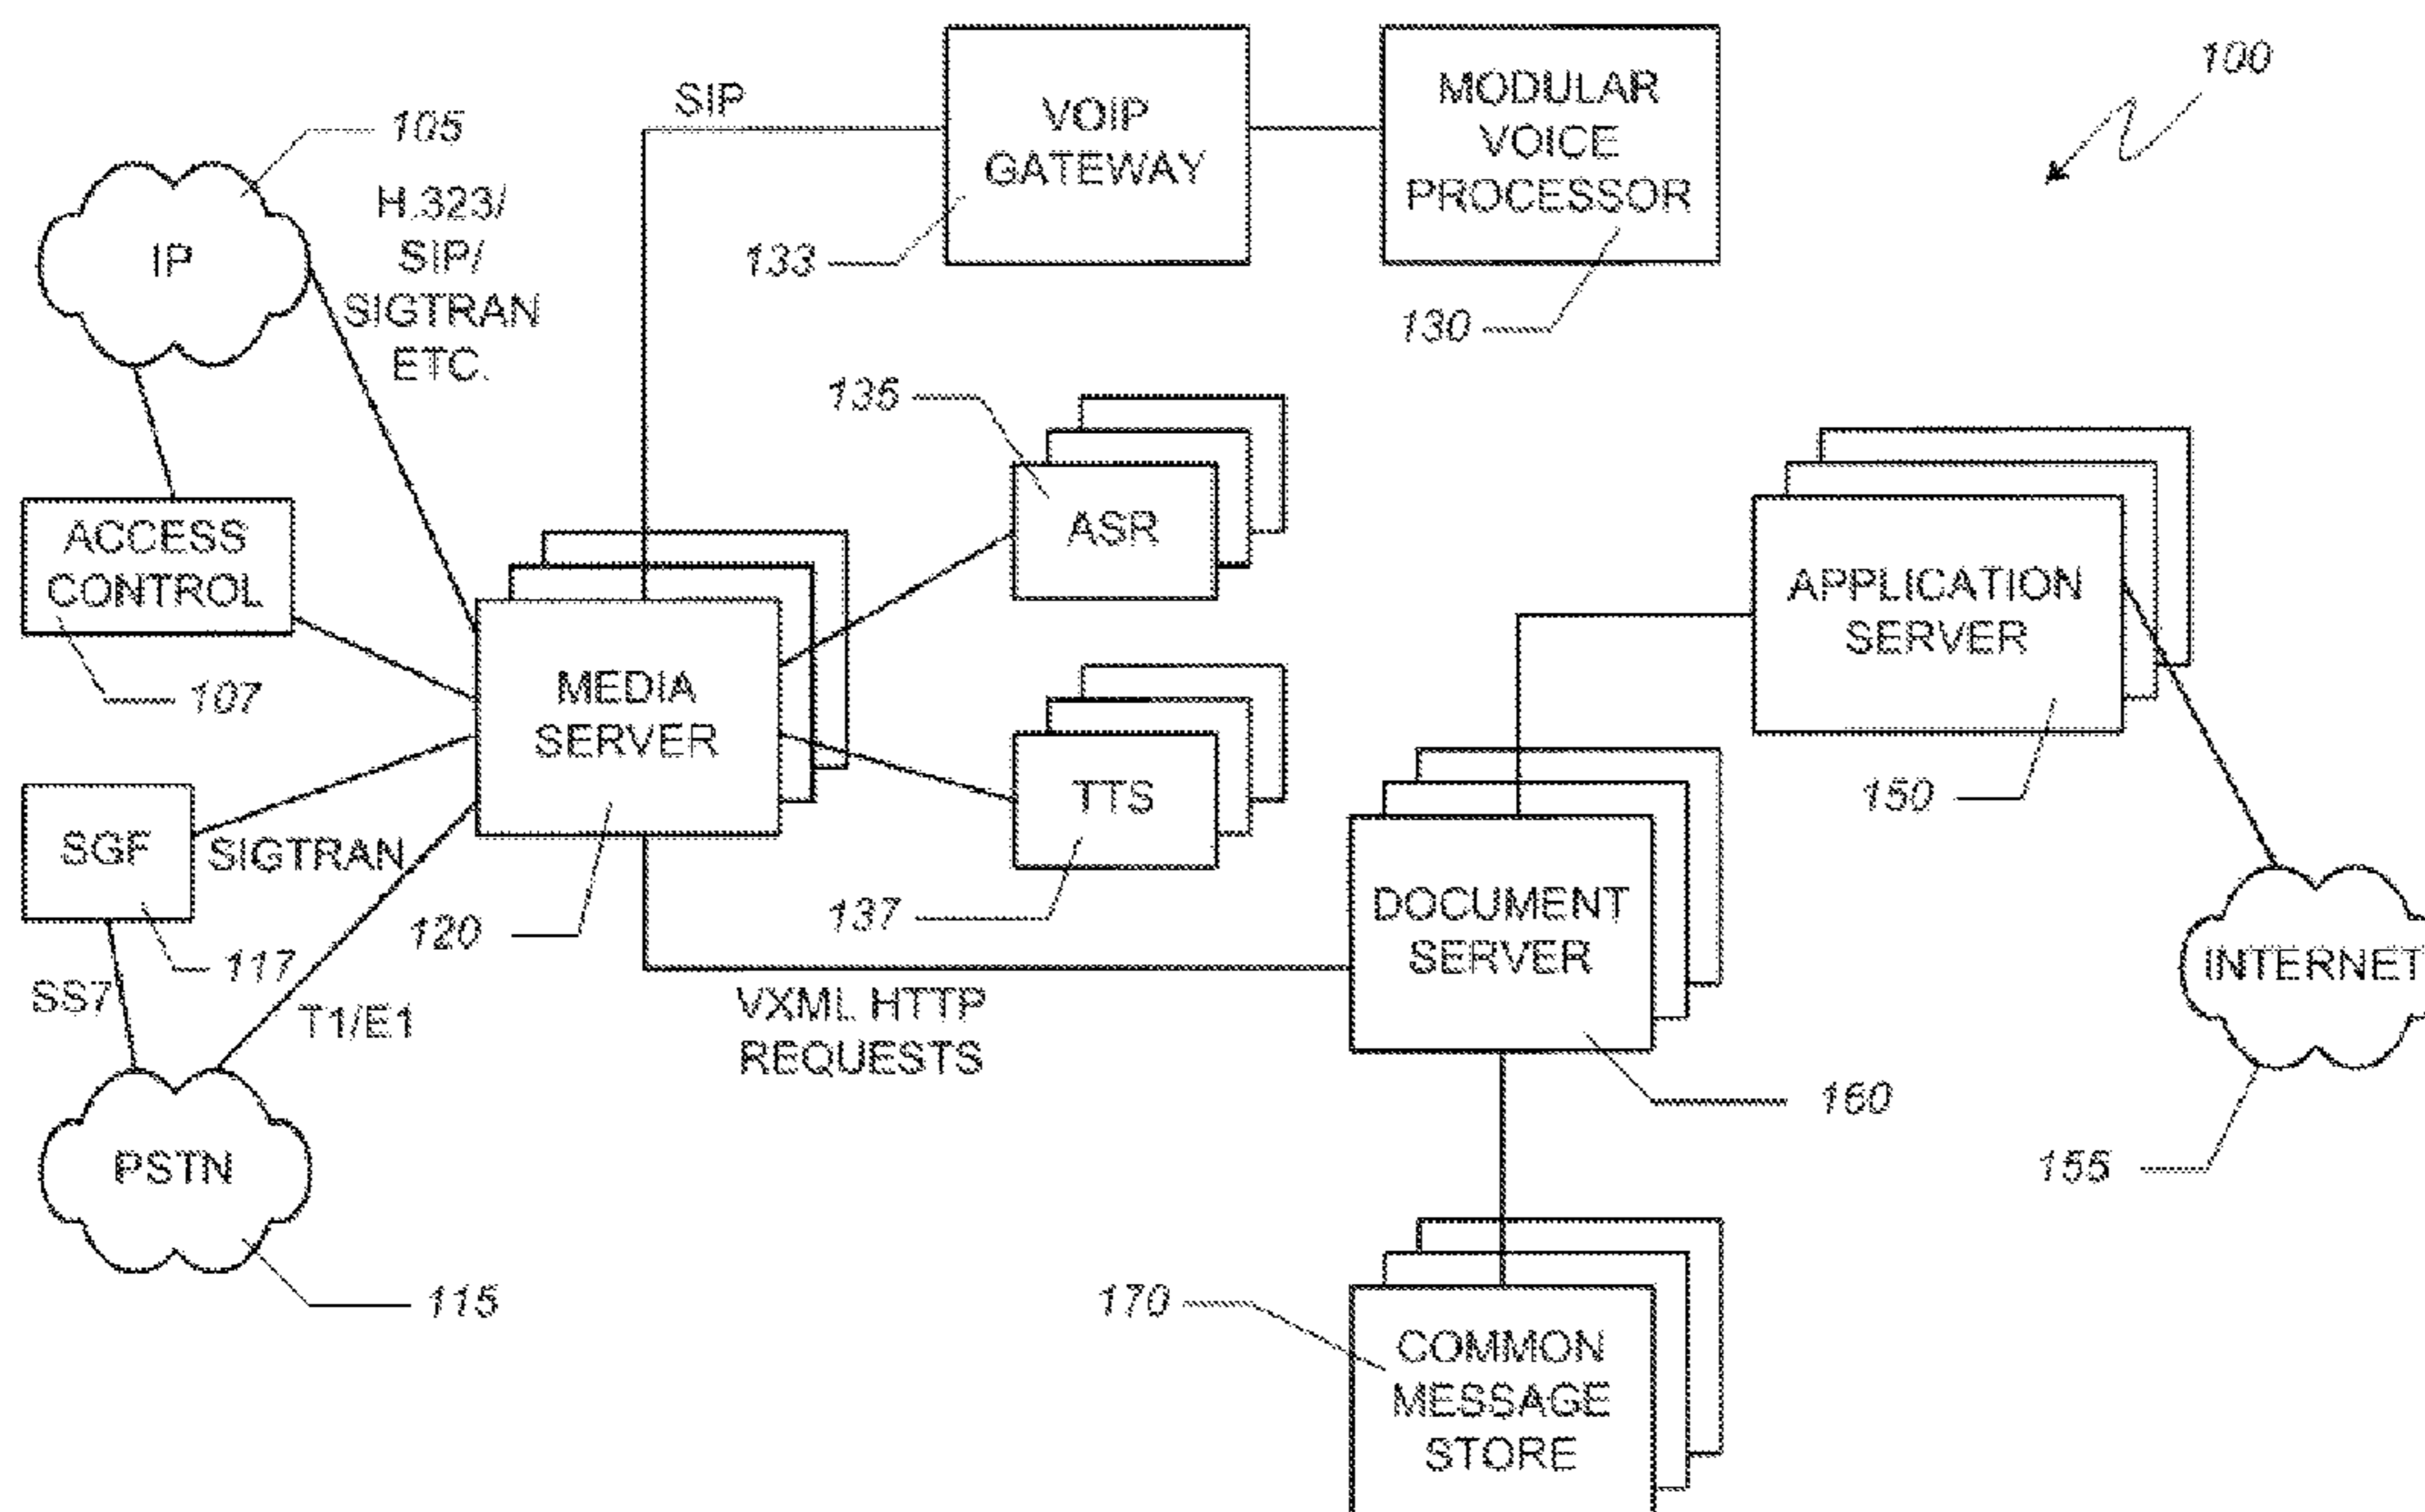 100
SIP
VOIP
GATEWAY
133
MODULAR
VOICE
PROCESSOR
130
105
IP
H.323/
SIP/
SIGTRAN
ETC.
ACCESS
CONTROL
107
135
ASR
MEDIA
SERVER
120
TTS
137
APPLICATION
SERVER
150
SGF
117
SIGTRAN
SS7
T1/E1
PSTN
115
VXML HTTP
REQUESTS
DOCUMENT
SERVER
160
INTERNET
155
170
COMMON
MESSAGE
STORE